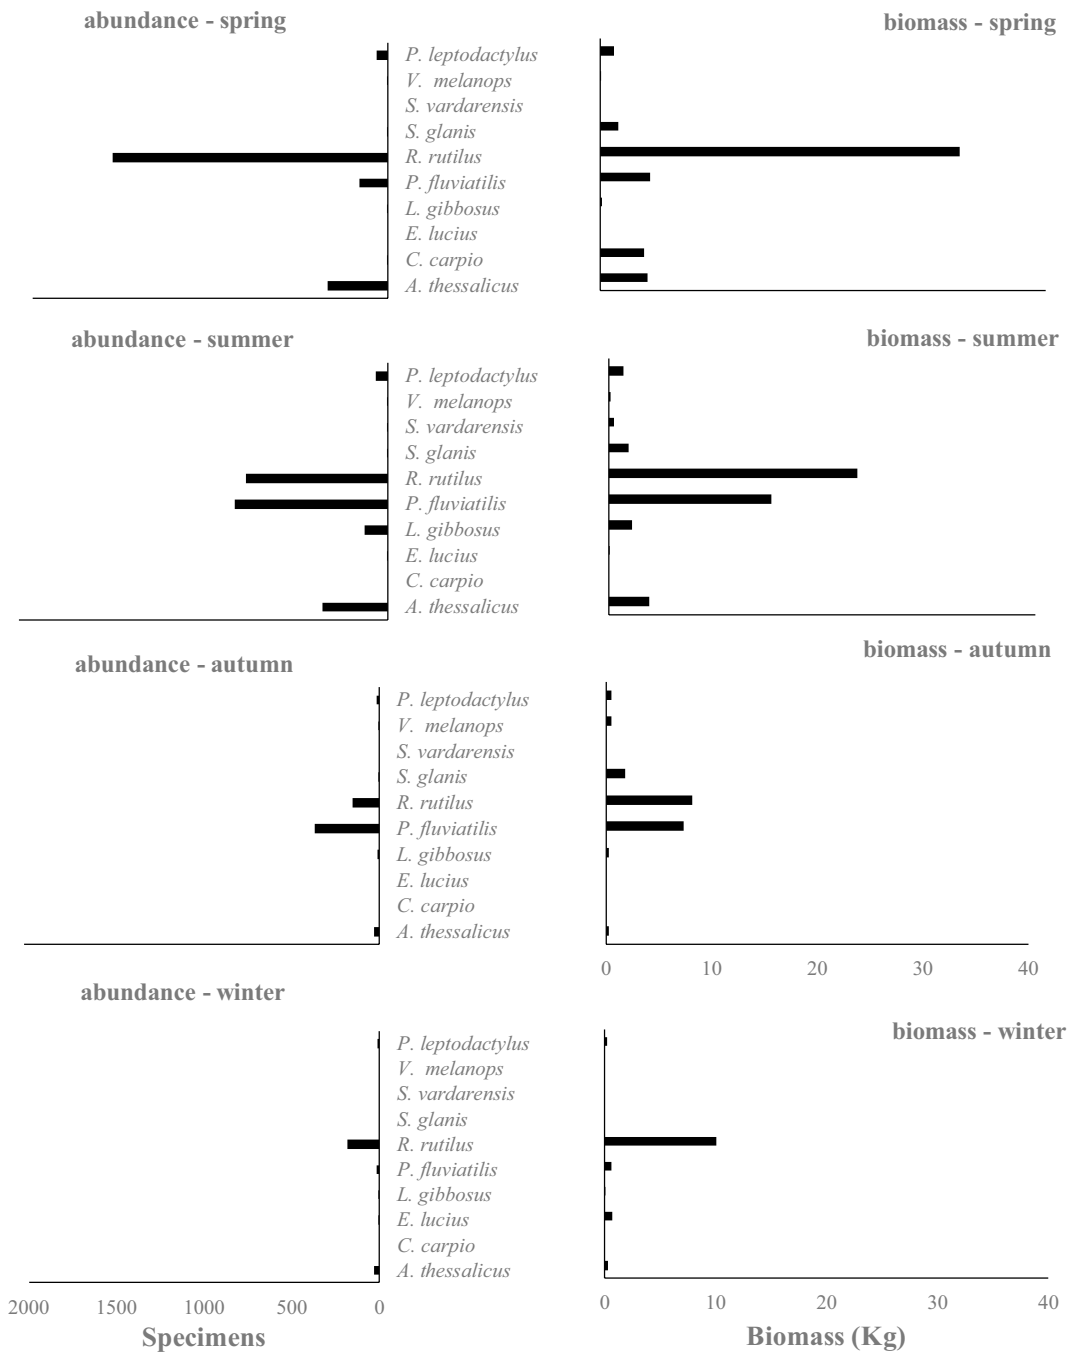 abundance - spring
biomass - spring
P. leptodactylus
V. melanops
S. vardarensis
S. glanis
R. rutilus
P. fluviatilis
L. gibbosus
E. lucius
C. carpio
A. thessalicus
abundance - summer
biomass - summer
P. leptodactylus
V. melanops
S. vardarensis
S. glanis
R. rutilus
P. fluviatilis
L. gibbosus
E. lucius
C. carpio
A. thessalicus
abundance - autumn
biomass - autumn
P. leptodactylus
V. melanops
S. vardarensis
S. glanis
R. rutilus
P. fluviatilis
L. gibbosus
E. lucius
C. carpio
A. thessalicus
0 10 20 30 40
abundance - winter
biomass - winter
P. leptodactylus
V. melanops
S. vardarensis
S. glanis
R. rutilus
P. fluviatilis
L. gibbosus
E. lucius
C. carpio
A. thessalicus
2000 1500 1000 500 0
0 10 20 30 40
Specimens
Biomass (Kg)